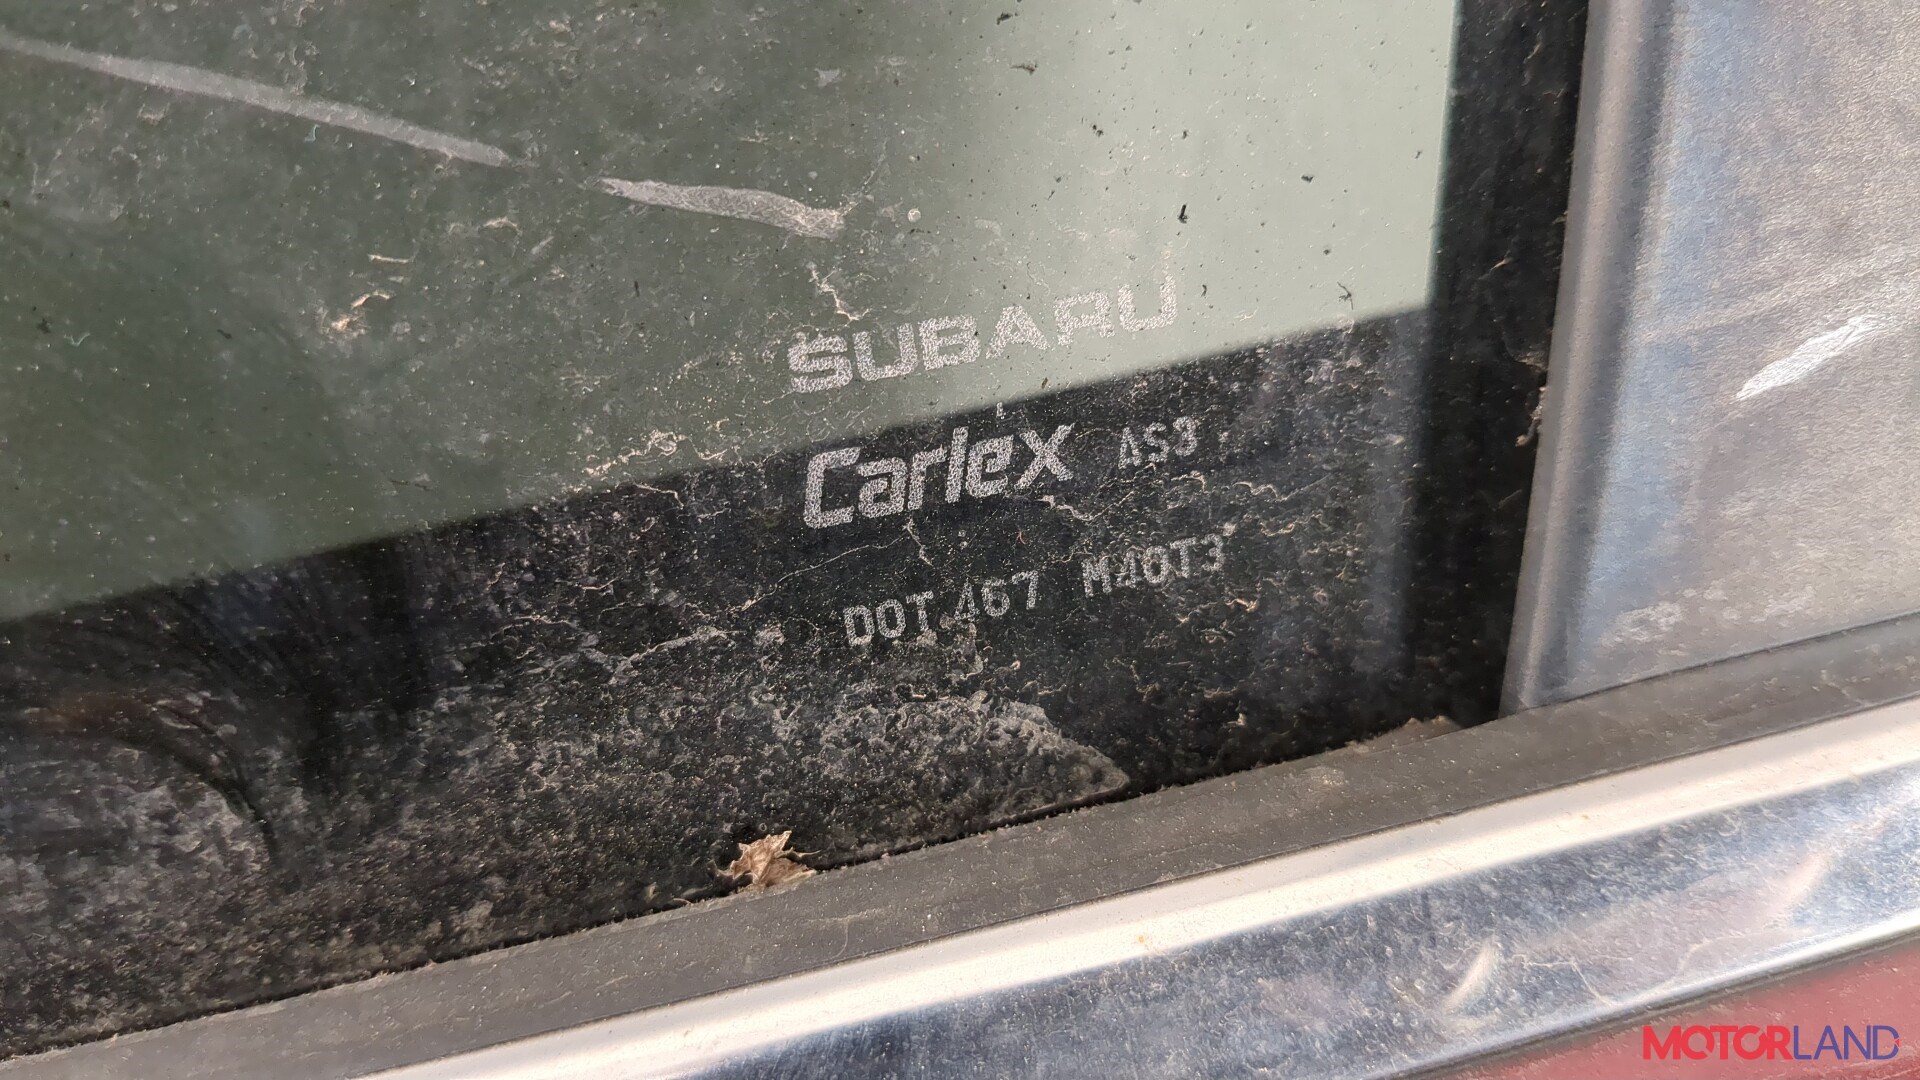 SUBARU
Carlex AS3
DOT 467 M40T3
MOTORLAND